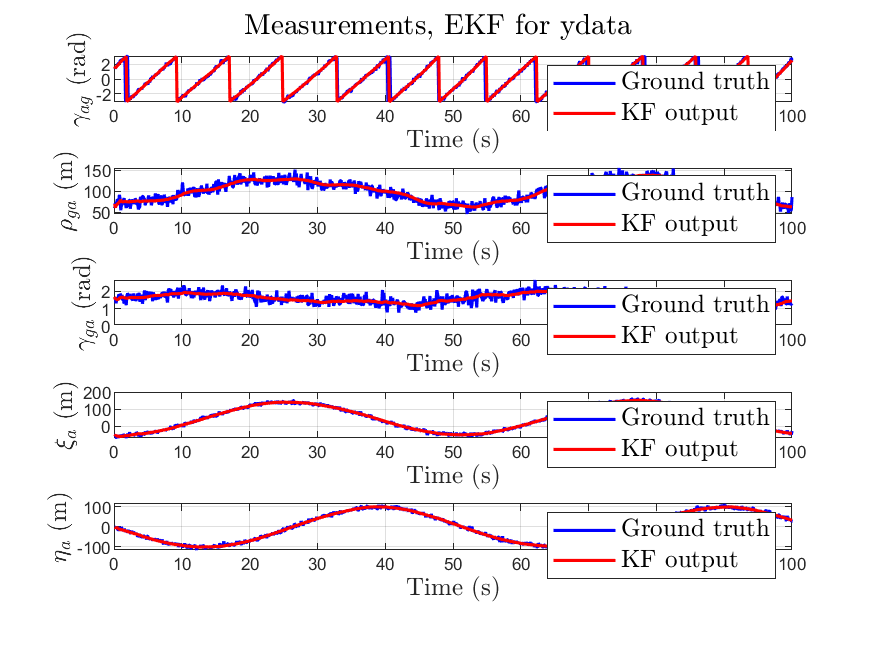 Measurements, EKF for ydata
γag (rad)
2
0
-2
Ground truth
KF output
0 10 20 30 40 50 60 100
Time (s)
ρga (m)
150
100
50
Ground truth
KF output
0 10 20 30 40 50 60 100
Time (s)
γga (rad)
2
1
0
Ground truth
KF output
0 10 20 30 40 50 60 100
Time (s)
ξa (m)
200
100
0
Ground truth
KF output
0 10 20 30 40 50 60 100
Time (s)
ηa (m)
100
0
-100
Ground truth
KF output
0 10 20 30 40 50 60 100
Time (s)